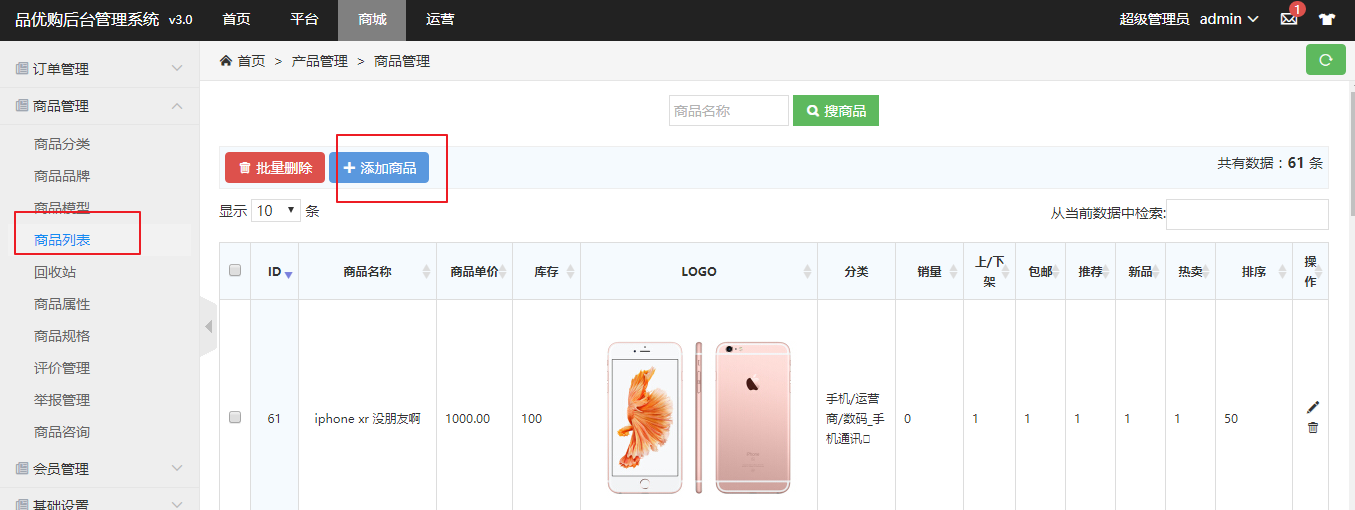 品优购后台管理系统 v3.0 首页 平台 商城 运营 超级管理员 admin 1
订单管理
商品管理
商品分类
商品品牌
商品模型
商品列表
回收站
商品属性
商品规格
评价管理
举报管理
商品咨询
会员管理
基础设置
首页 > 产品管理 > 商品管理
商品名称 搜商品
批量删除 添加商品 共有数据：61 条
显示 10 条 从当前数据中检索:
ID 商品名称 商品单价 库存 LOGO 分类 销量 上/下架 包邮 推荐 新品 热卖 排序 操作
61 iphone xr 没朋友啊 1000.00 100 手机/运营商/数码_手机通讯 0 1 1 1 1 1 50